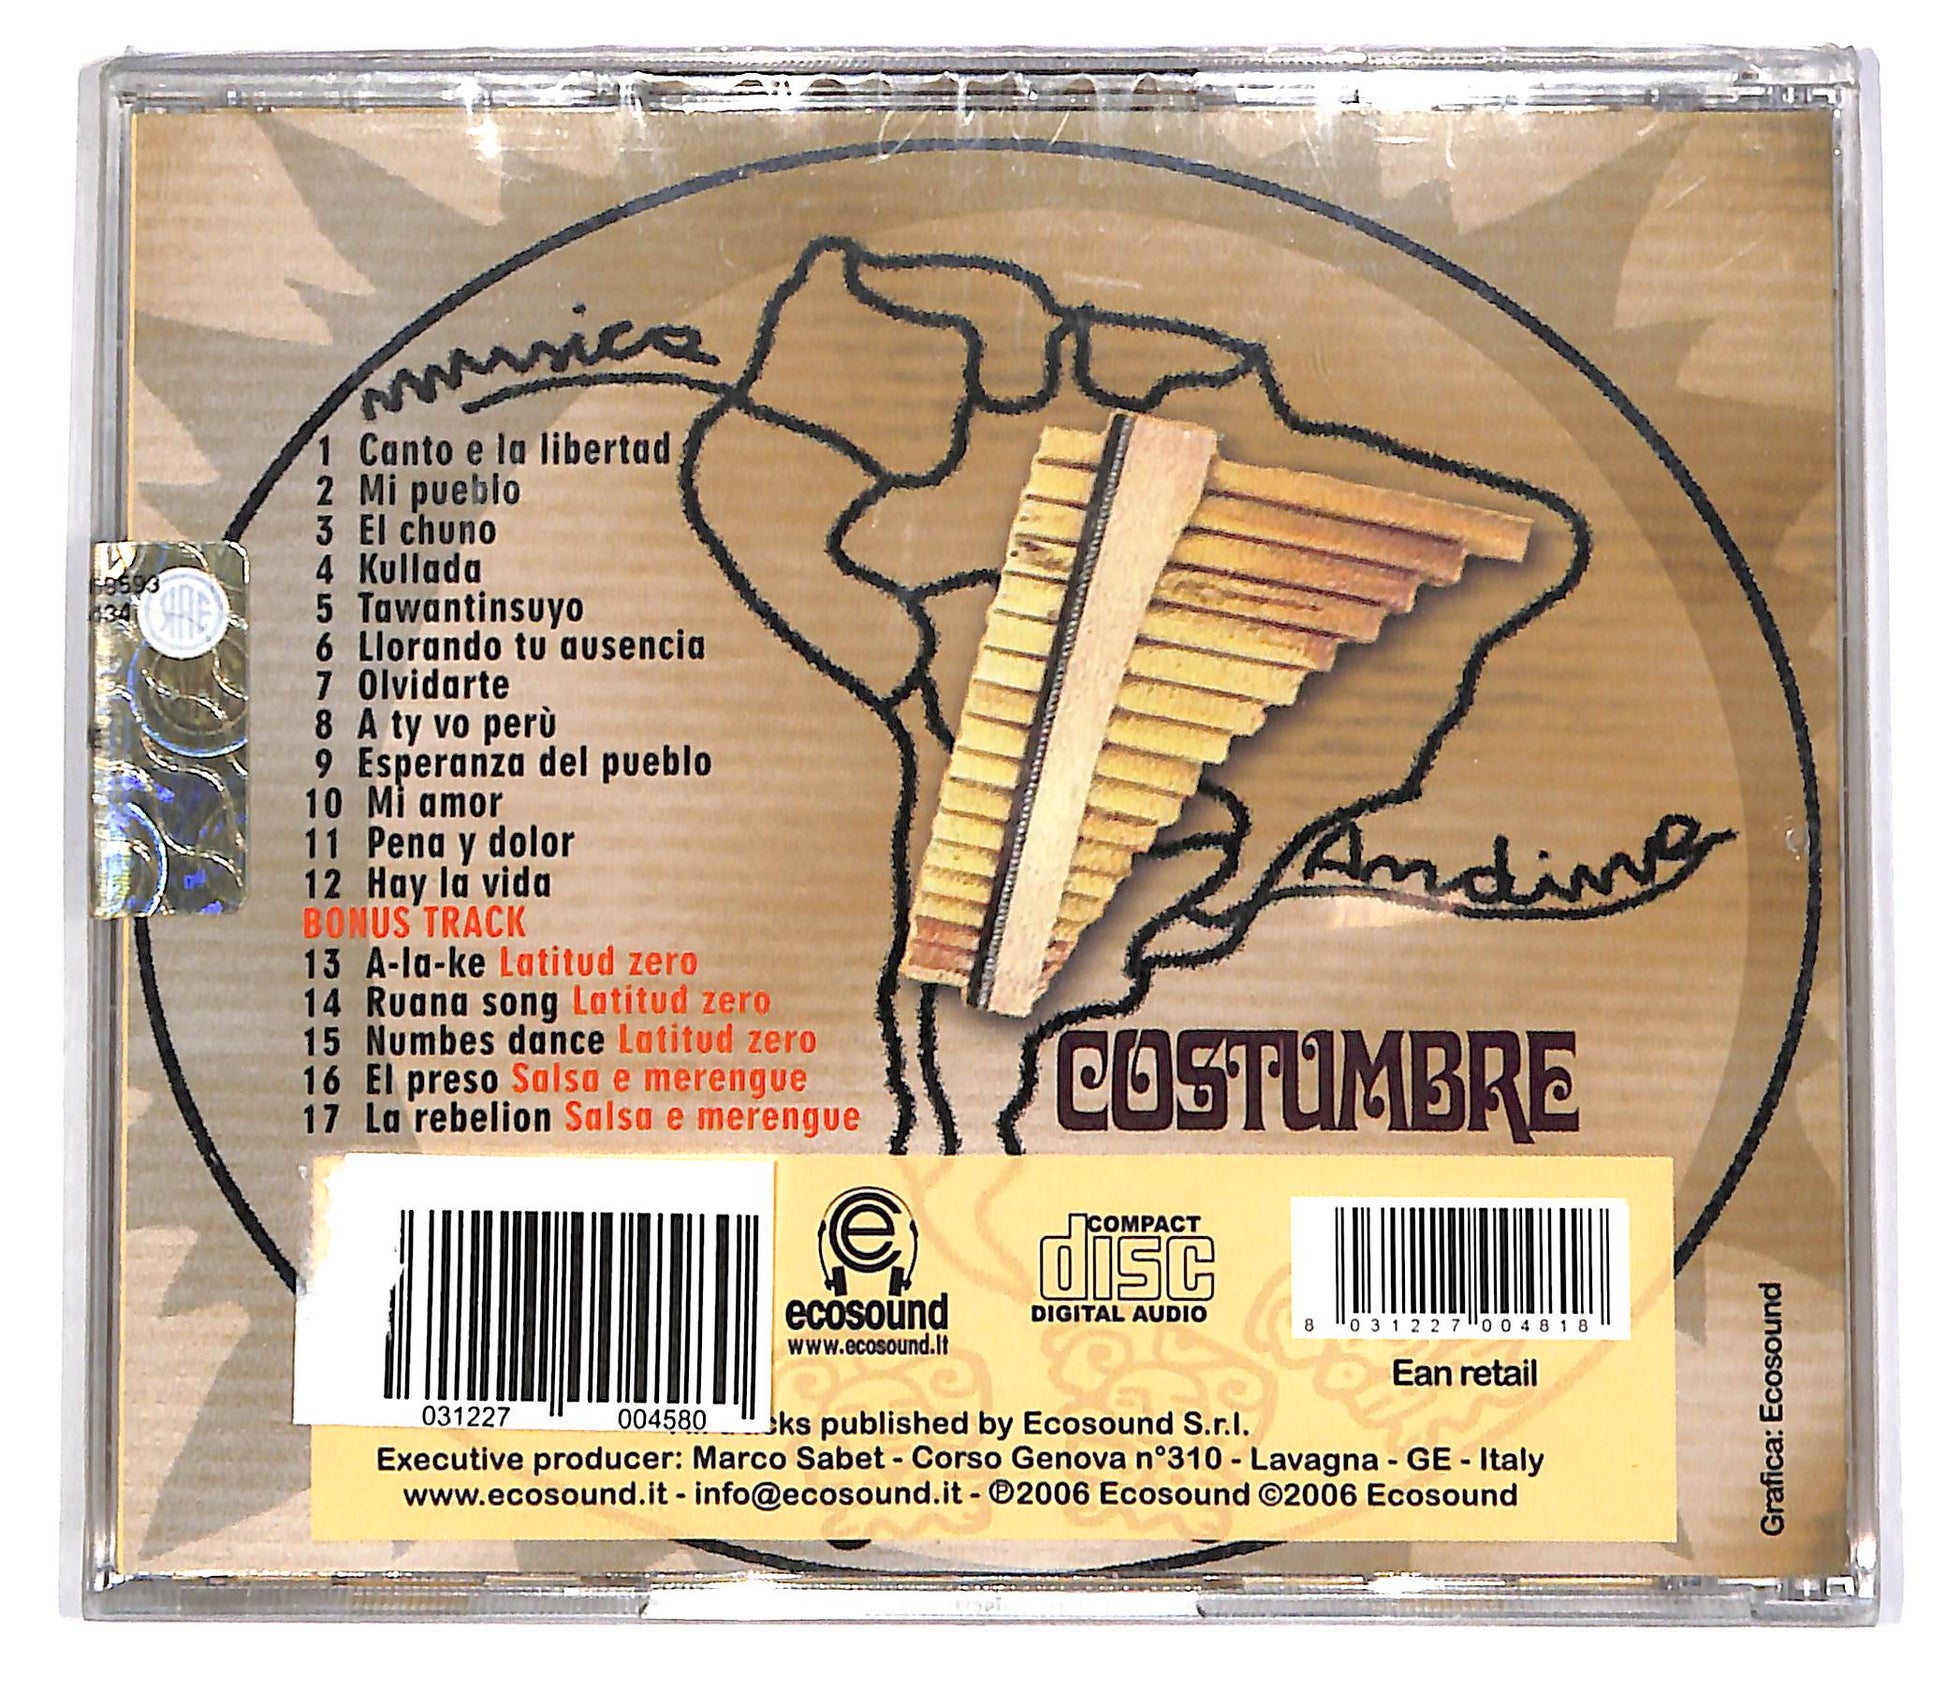 musica
1 Canto e la libertad
2 Mi pueblo
3 El chuno
4 Kullada
5 Tawantinsuyo
6 Llorando tu ausencia
7 Olvidarte
8 A ty vo perù
9 Esperanza del pueblo
10 Mi amor
11 Pena y dolor
12 Hay la vida
BONUS TRACK
13 A-la-ke Latitud zero
14 Ruana song Latitud zero
15 Numbes dance Latitud zero
16 El preso Salsa e merengue
17 La rebelion Salsa e merengue
Andina
COSTUMBRE
SIAE
031227 004580
ecosound
www.ecosound.it
COMPACT
disc
DIGITAL AUDIO
8 031227 004818
Ean retail
published by Ecosound S.r.l.
Executive producer: Marco Sabet - Corso Genova n°310 - Lavagna - GE - Italy
www.ecosound.it - info@ecosound.it - ℗2006 Ecosound ©2006 Ecosound
Grafica: Ecosound